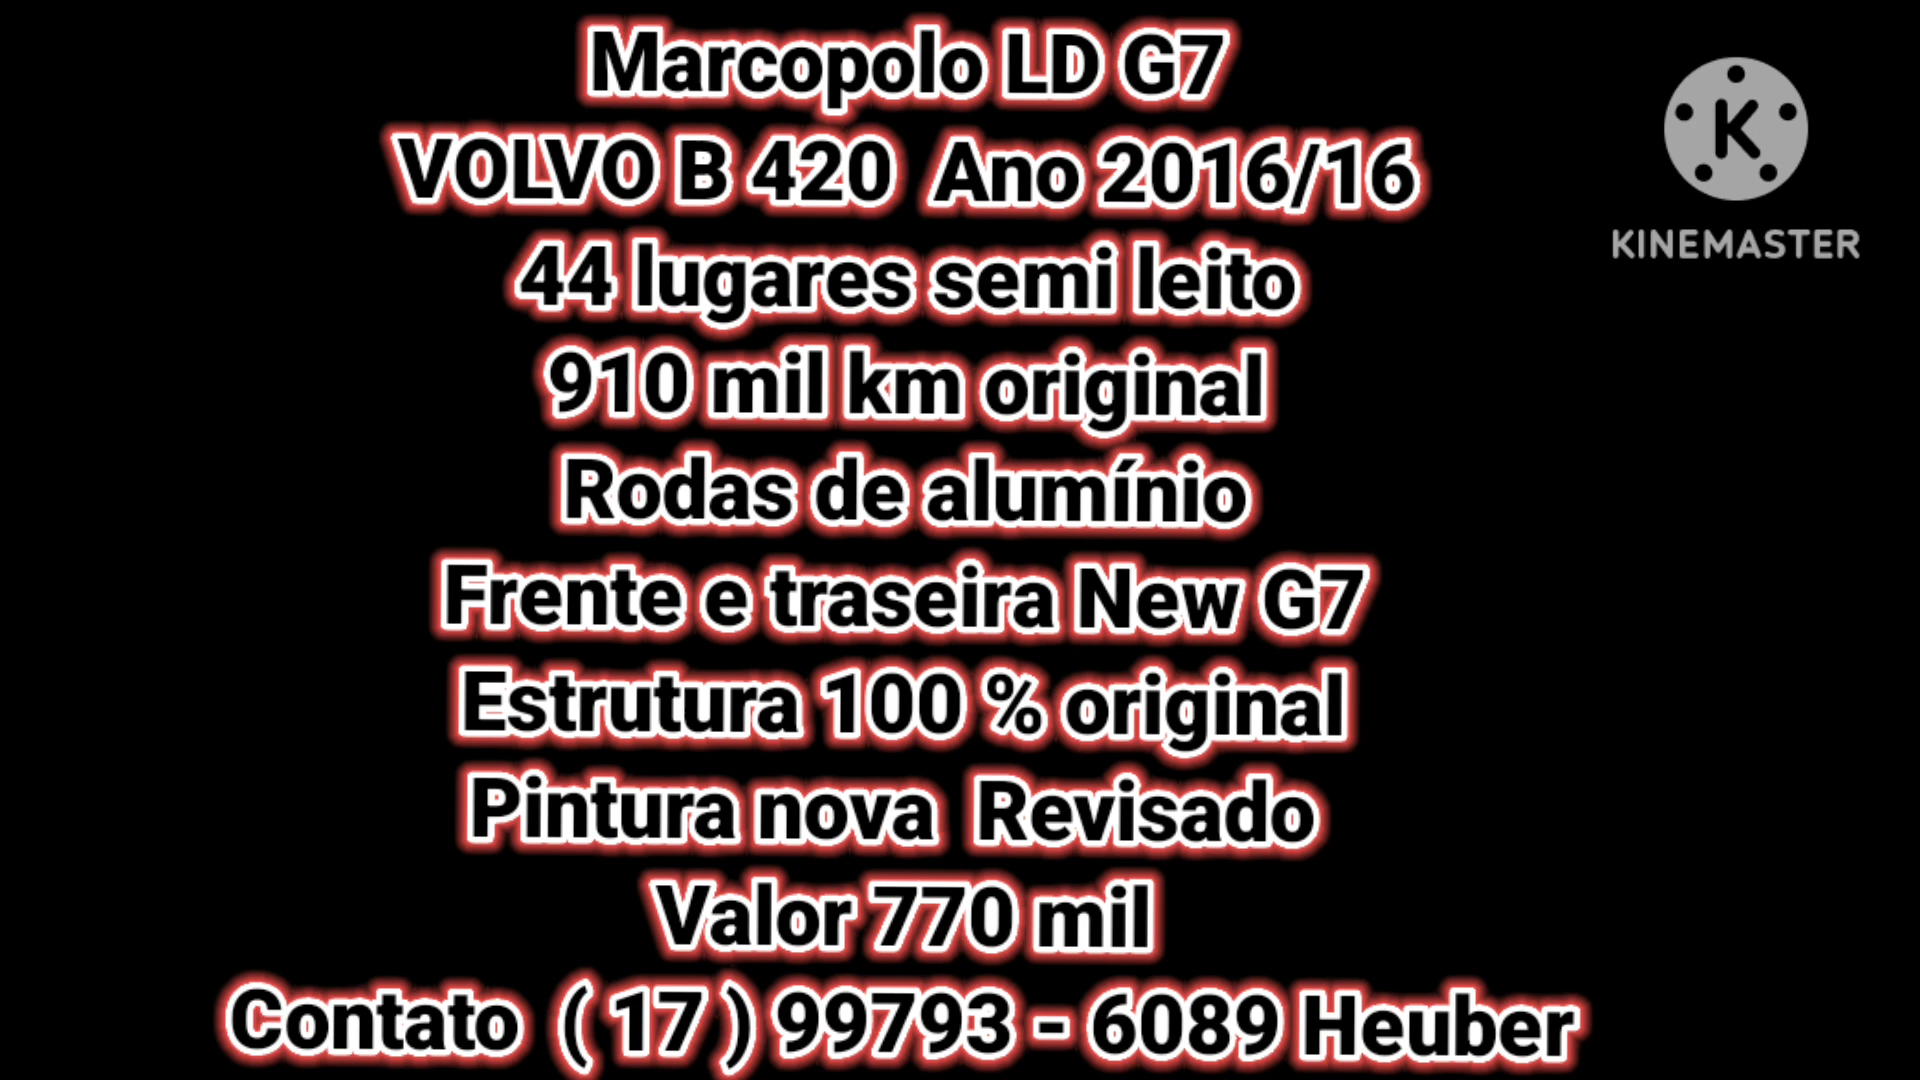 Marcopolo LD G7
VOLVO B 420 Ano 2016/16
44 lugares semi leito
910 mil km original
Rodas de alumínio
Frente e traseira New G7
Estrutura 100 % original
Pintura nova Revisado
Valor 770 mil
Contato ( 17 ) 99793 - 6089 Heuber
K
KINEMASTER